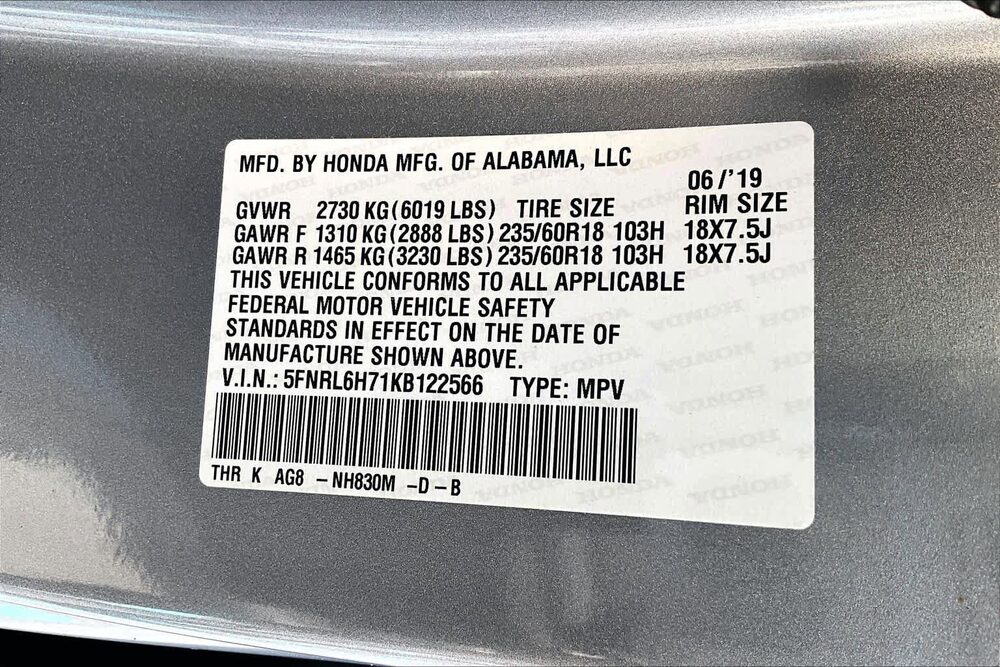 MFD. BY HONDA MFG. OF ALABAMA, LLC
06/'19
GVWR 2730 KG(6019 LBS) TIRE SIZE RIM SIZE
GAWR F 1310 KG(2888 LBS) 235/60R18 103H 18X7.5J
GAWR R 1465 KG(3230 LBS) 235/60R18 103H 18X7.5J
THIS VEHICLE CONFORMS TO ALL APPLICABLE
FEDERAL MOTOR VEHICLE SAFETY
STANDARDS IN EFFECT ON THE DATE OF
MANUFACTURE SHOWN ABOVE.
V.I.N.: 5FNRL6H71KB122566 TYPE: MPV
THR K AG8 -NH830M -D-B